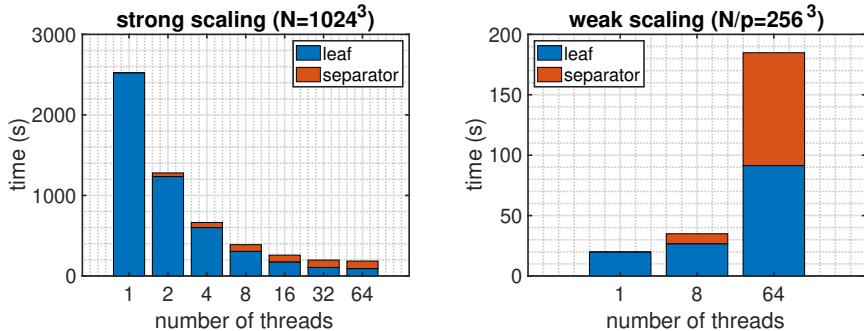 strong scaling (N=1024³)
3000
2000
1000
0
time (s)
leaf
separator
1 2 4 8 16 32 64
number of threads
weak scaling (N/p=256³)
200
150
100
50
0
time (s)
leaf
separator
1 8 64
number of threads